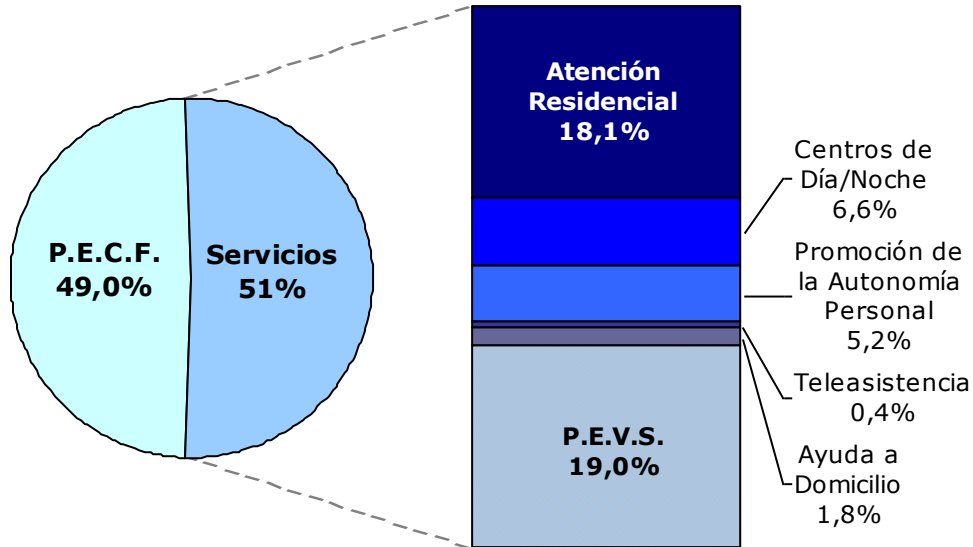 P.E.C.F.
49,0%
Servicios
51%
Atención
Residencial
18,1%
Centros de
Día/Noche
6,6%
Promoción de
la Autonomía
Personal
5,2%
Teleasistencia
0,4%
Ayuda a
Domicilio
1,8%
P.E.V.S.
19,0%